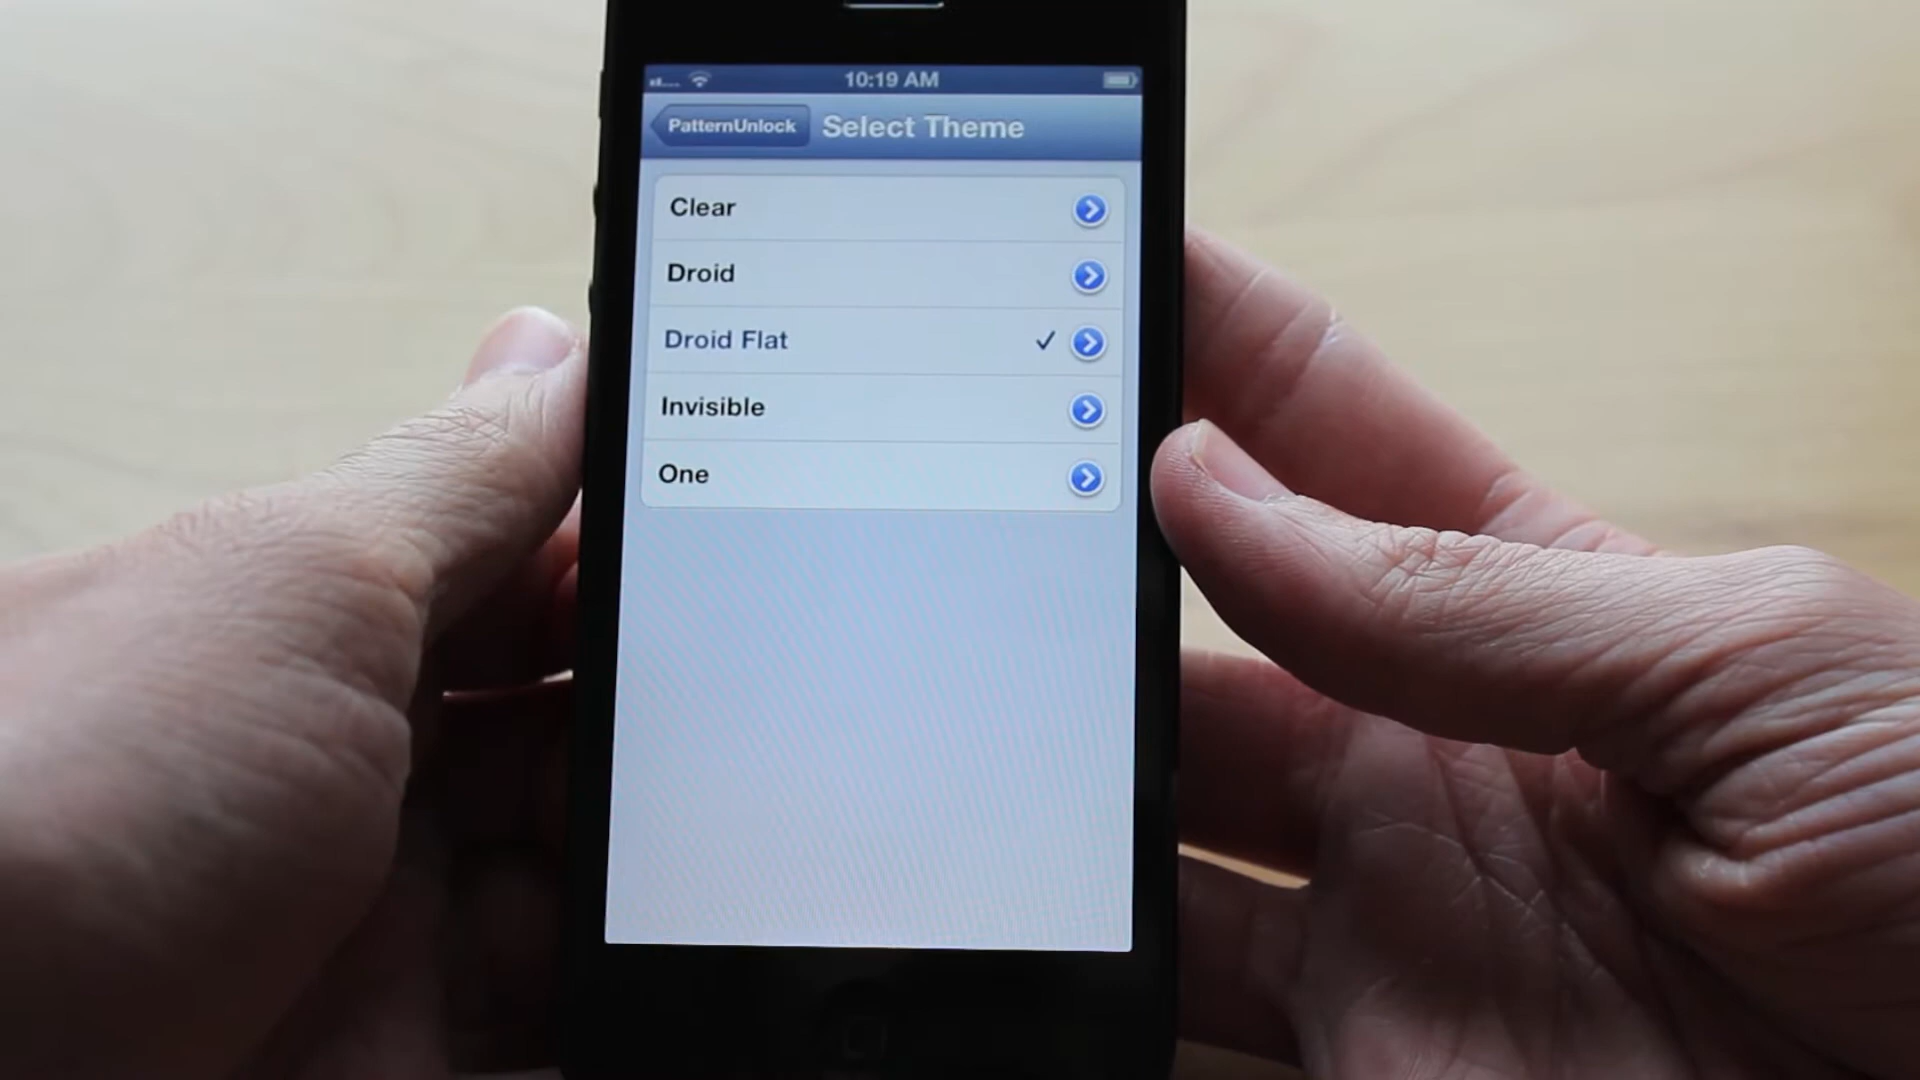 10:19 AM
PatternUnlock
Select Theme
Clear
Droid
Droid Flat
Invisible
One